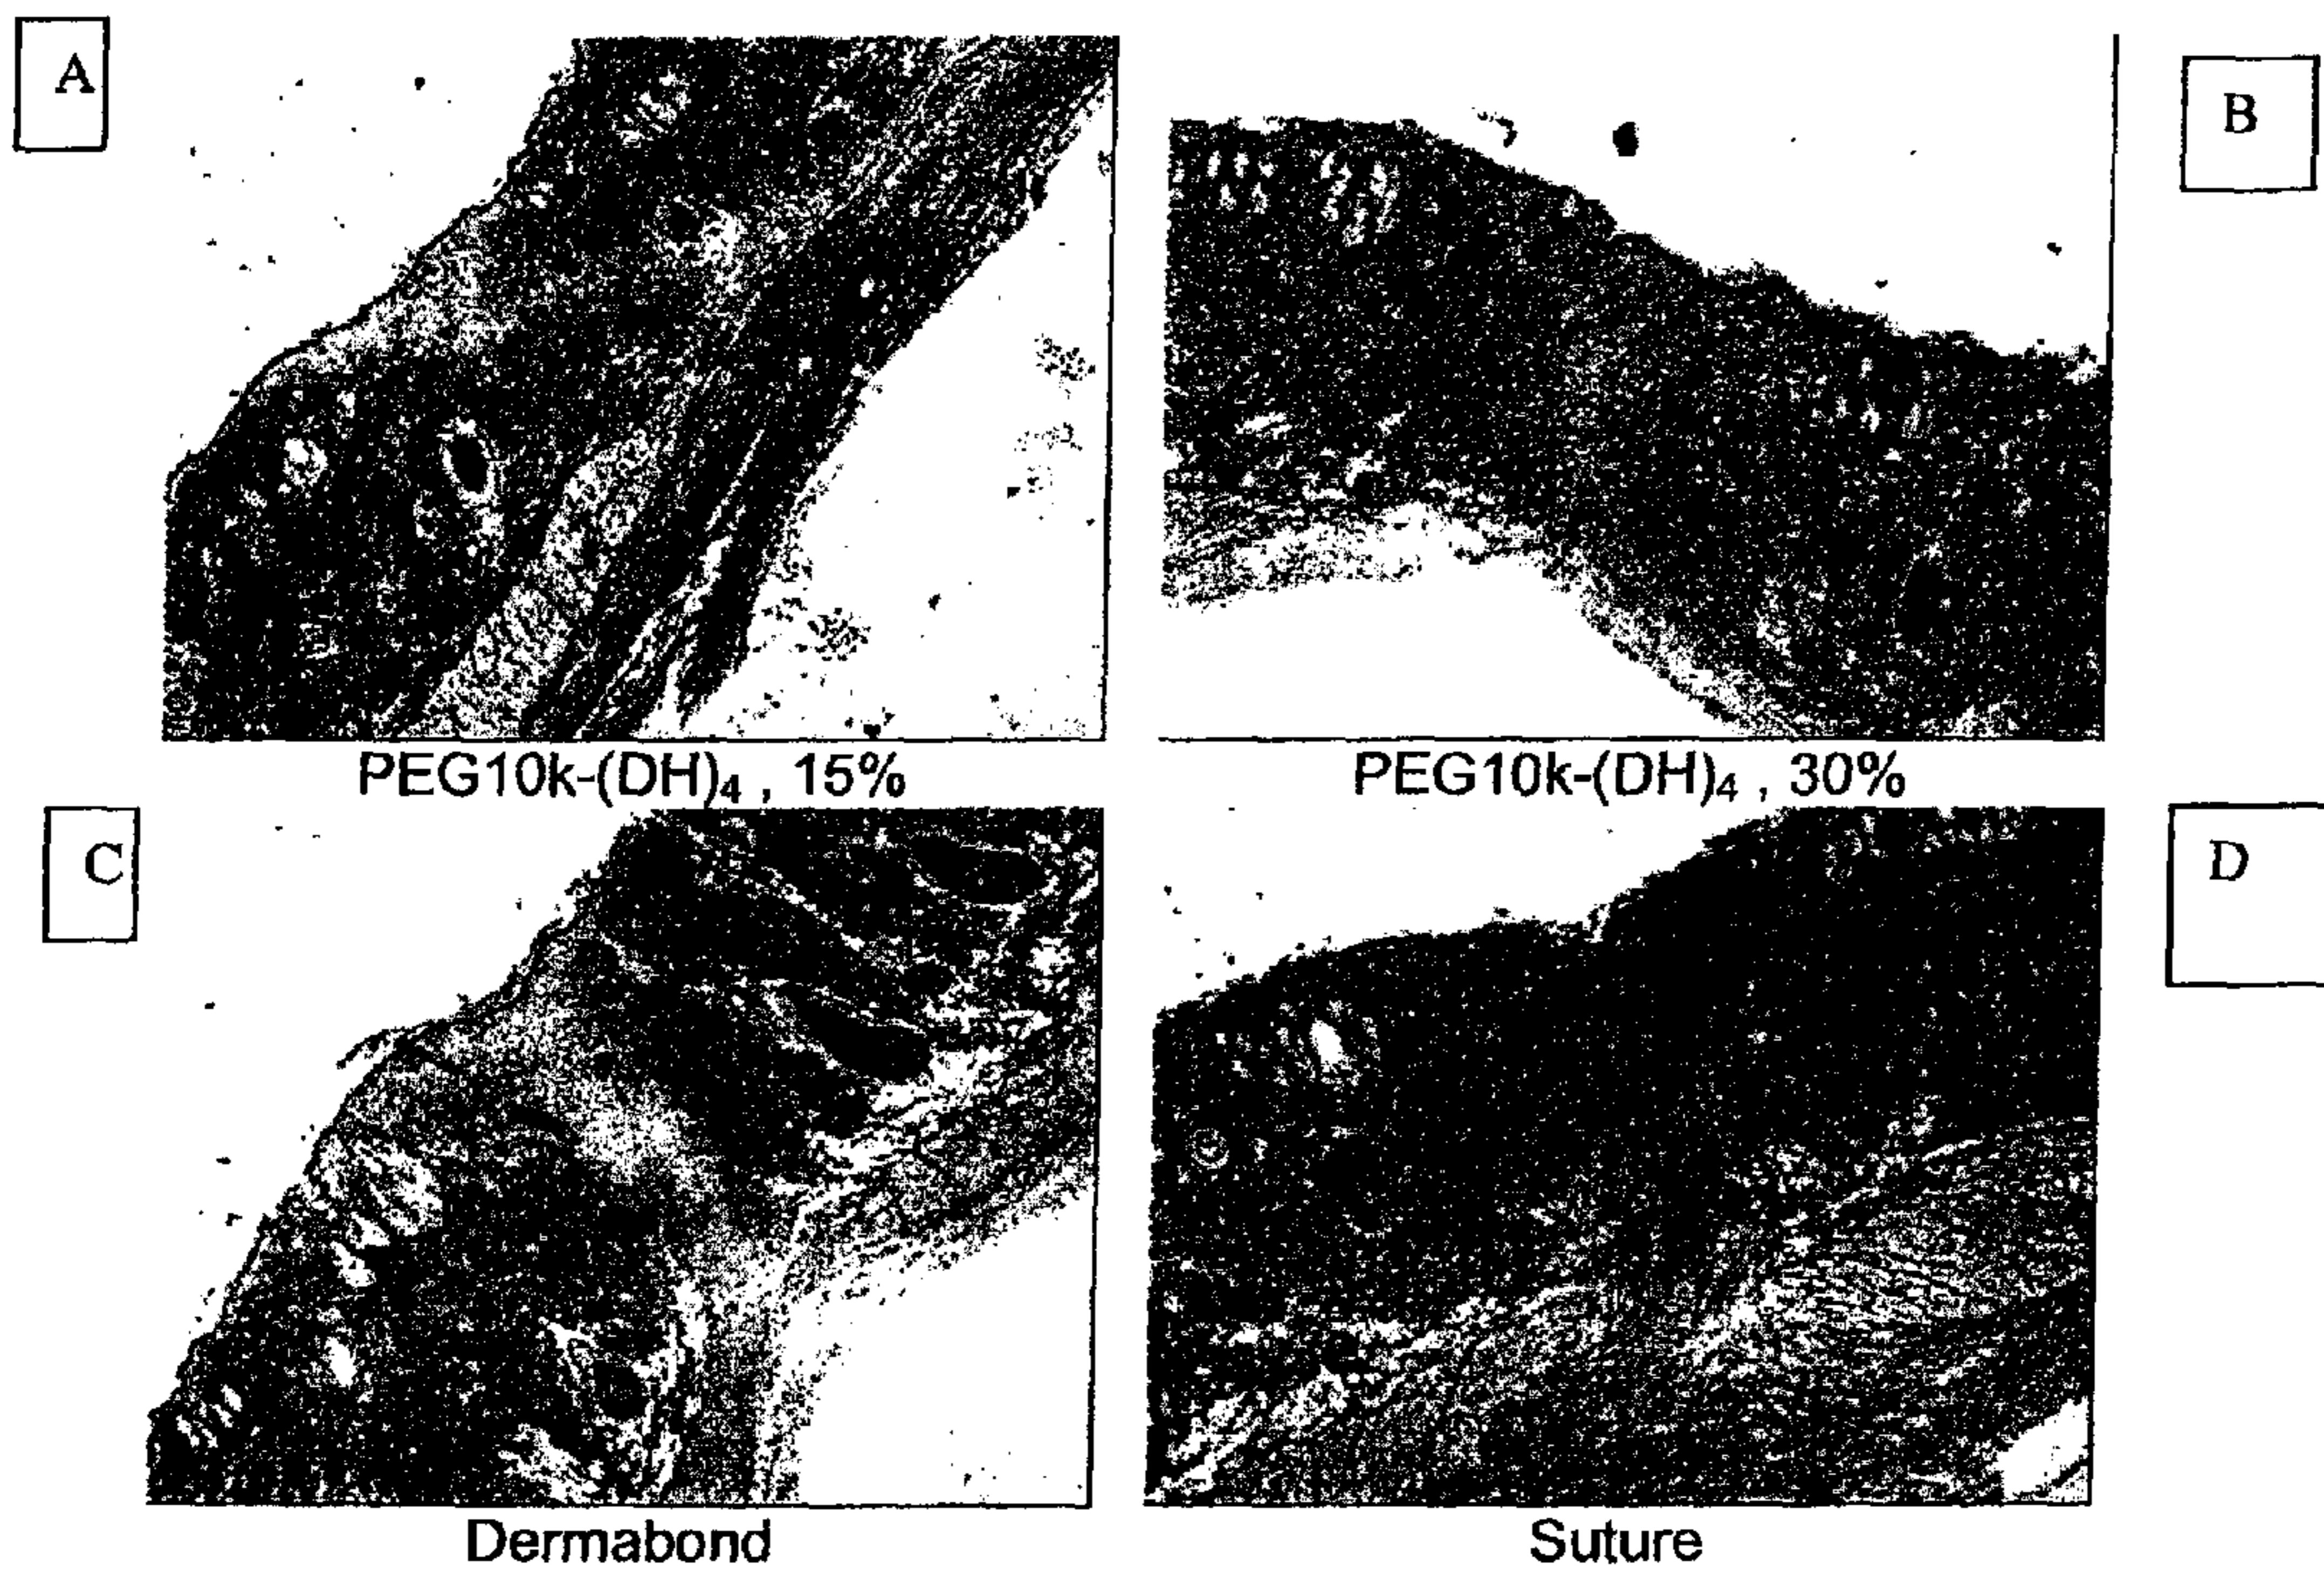 A
B
PEG10k-(DH)₄ , 15%
PEG10k-(DH)₄ , 30%
C
D
Dermabond
Suture